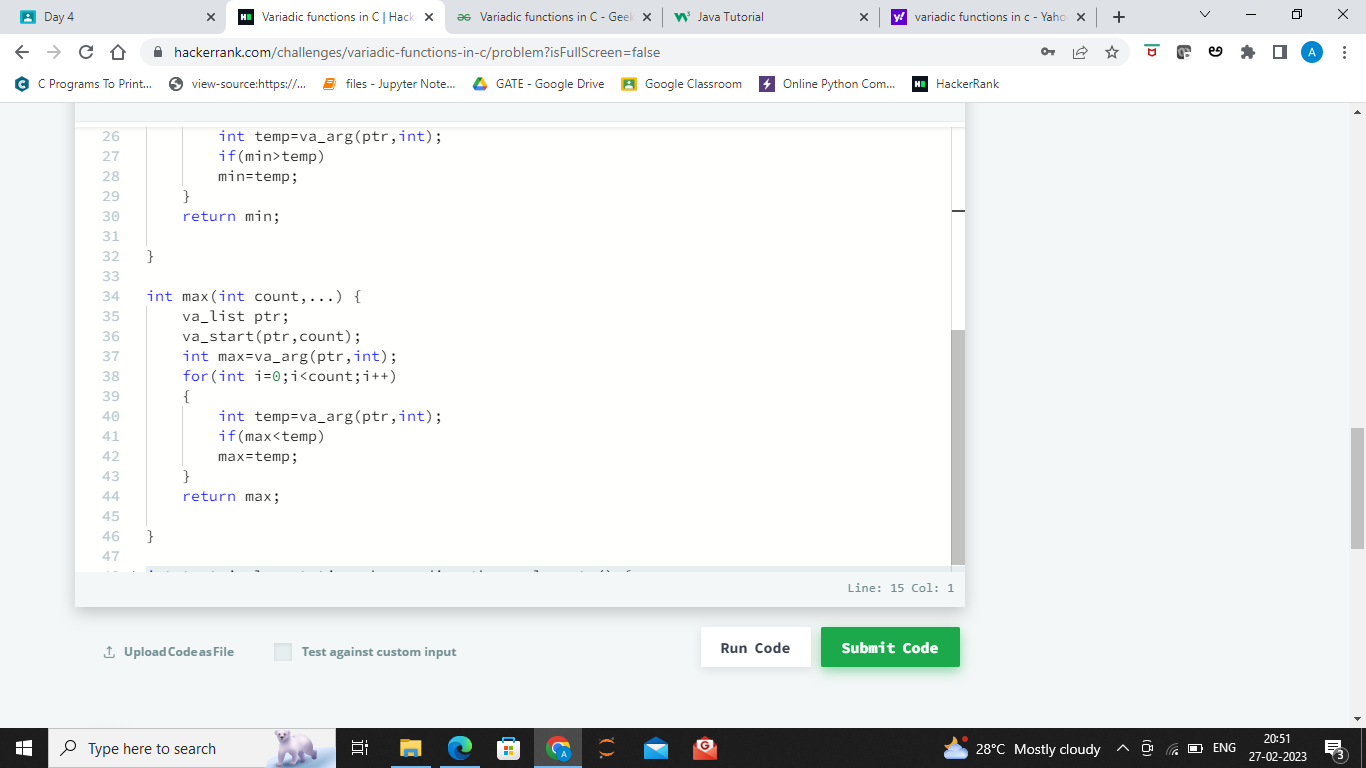 Day 4
Variadic functions in C | Hack
Variadic functions in C - Geek
Java Tutorial
variadic functions in c - Yaho
hackerrank.com/challenges/variadic-functions-in-c/problem?isFullScreen=false
A
C Programs To Print...
view-source:https://...
files - Jupyter Note...
GATE - Google Drive
Google Classroom
Online Python Com...
HackerRank
26 int temp=va_arg(ptr,int);
27 if(min>temp)
28 min=temp;
29 }
30 return min;
31
32 }
33
34 int max(int count,...) {
35 va_list ptr;
36 va_start(ptr,count);
37 int max=va_arg(ptr,int);
38 for(int i=0;i<count;i++)
39 {
40 int temp=va_arg(ptr,int);
41 if(max<temp)
42 max=temp;
43 }
44 return max;
45
46 }
47
Line: 15 Col: 1
Upload Code as File
Test against custom input
Run Code
Submit Code
Type here to search
28°C Mostly cloudy
ENG
20:51
27-02-2023
3